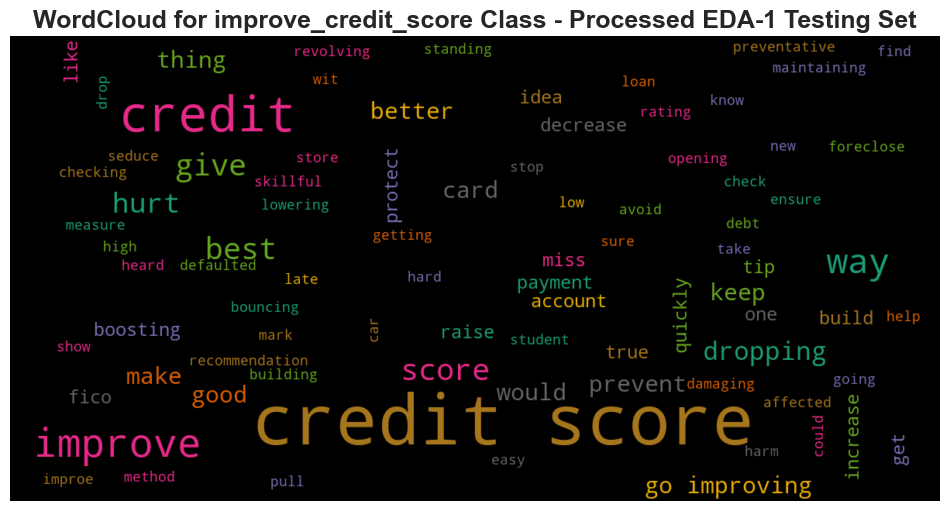 WordCloud for improve_credit_score Class - Processed EDA-1 Testing Set
like
revolving
standing
preventative
find
thing
maintaining
drop
wit
loan
credit
better
idea
know
rating
decrease
seduce
checking
give
store
skillful
protect
stop
opening
new
foreclose
card
check
hurt
lowering
low
avoid
ensure
measure
debt
high
best
getting
sure
take
way
heard
defaulted
late
hard
miss
tip
payment
account
quickly
keep
bouncing
one
build
help
boosting
mark
car
raise
student
show
recommendation
true
dropping
building
make
score
fico
good
would
prevent
damaging
going
affected
credit score
improve
could
increase
get
easy
harm
improe
method
pull
go improving